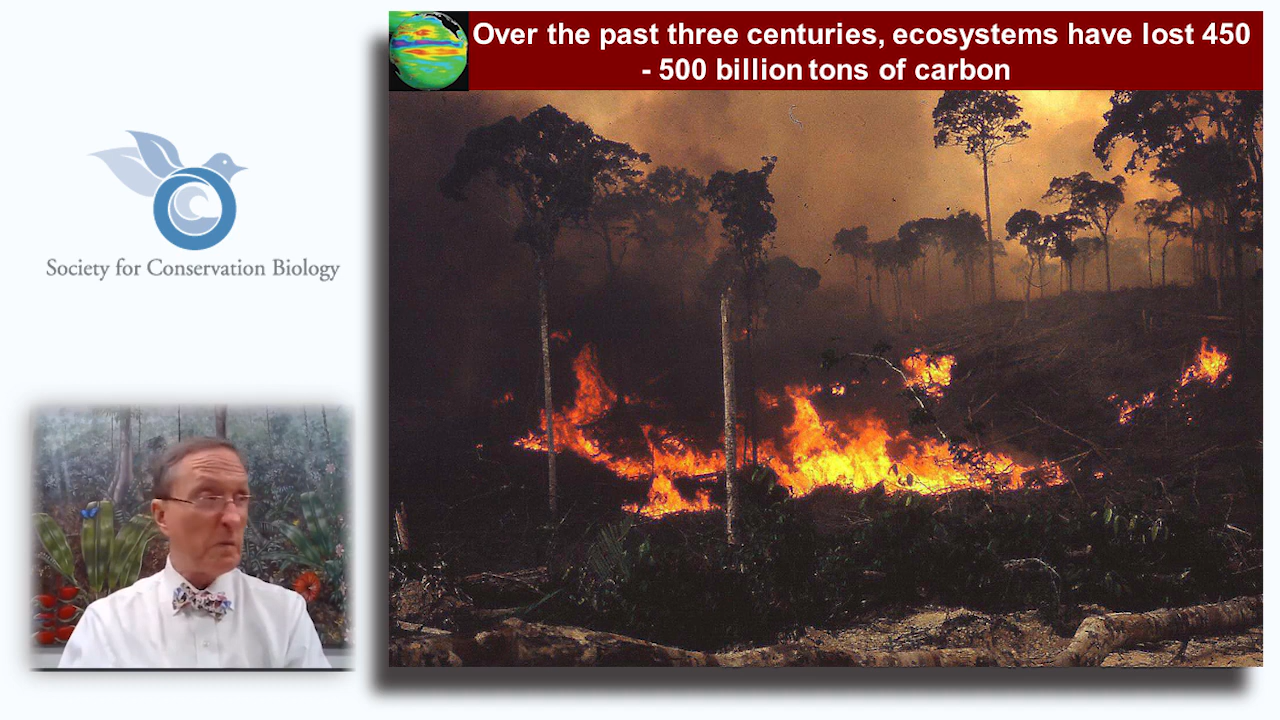 Over the past three centuries, ecosystems have lost 450
- 500 billion tons of carbon
Society for Conservation Biology